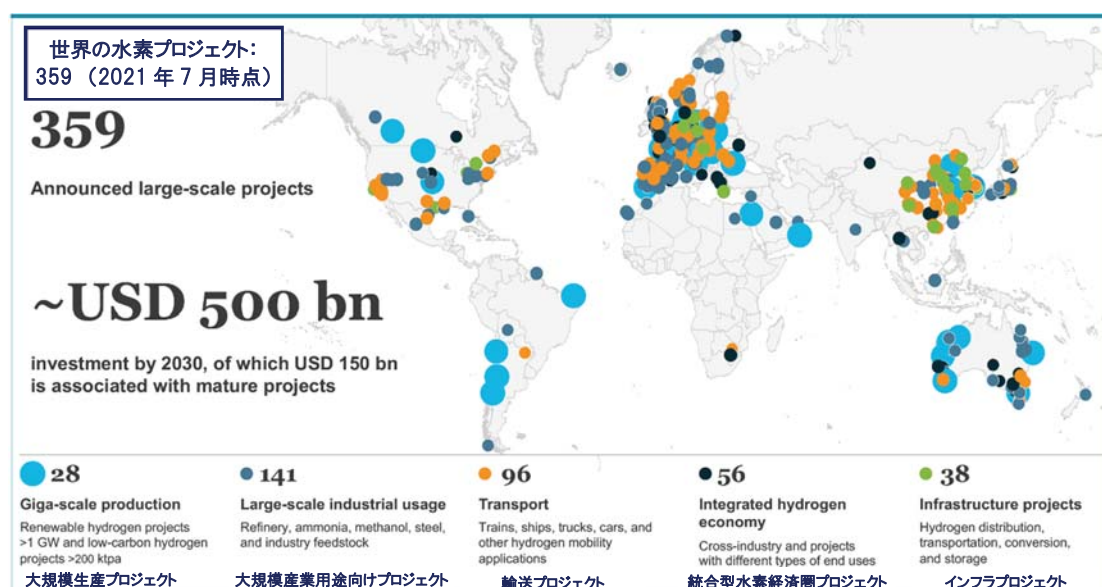 世界の水素プロジェクト:
359 (2021年7月時点)
359
Announced large-scale projects
~USD 500 bn
investment by 2030, of which USD 150 bn
is associated with mature projects
28
Giga-scale production
Renewable hydrogen projects
>1 GW and low-carbon hydrogen
projects >200 ktpa
大規模生産プロジェクト
141
Large-scale industrial usage
Refinery, ammonia, methanol, steel,
and industry feedstock
大規模産業用途向けプロジェクト
96
Transport
Trains, ships, trucks, cars, and
other hydrogen mobility
applications
輸送プロジェクト
56
Integrated hydrogen
economy
Cross-industry and projects
with different types of end uses
統合型水素経済圏プロジェクト
38
Infrastructure projects
Hydrogen distribution,
transportation, conversion,
and storage
インフラプロジェクト